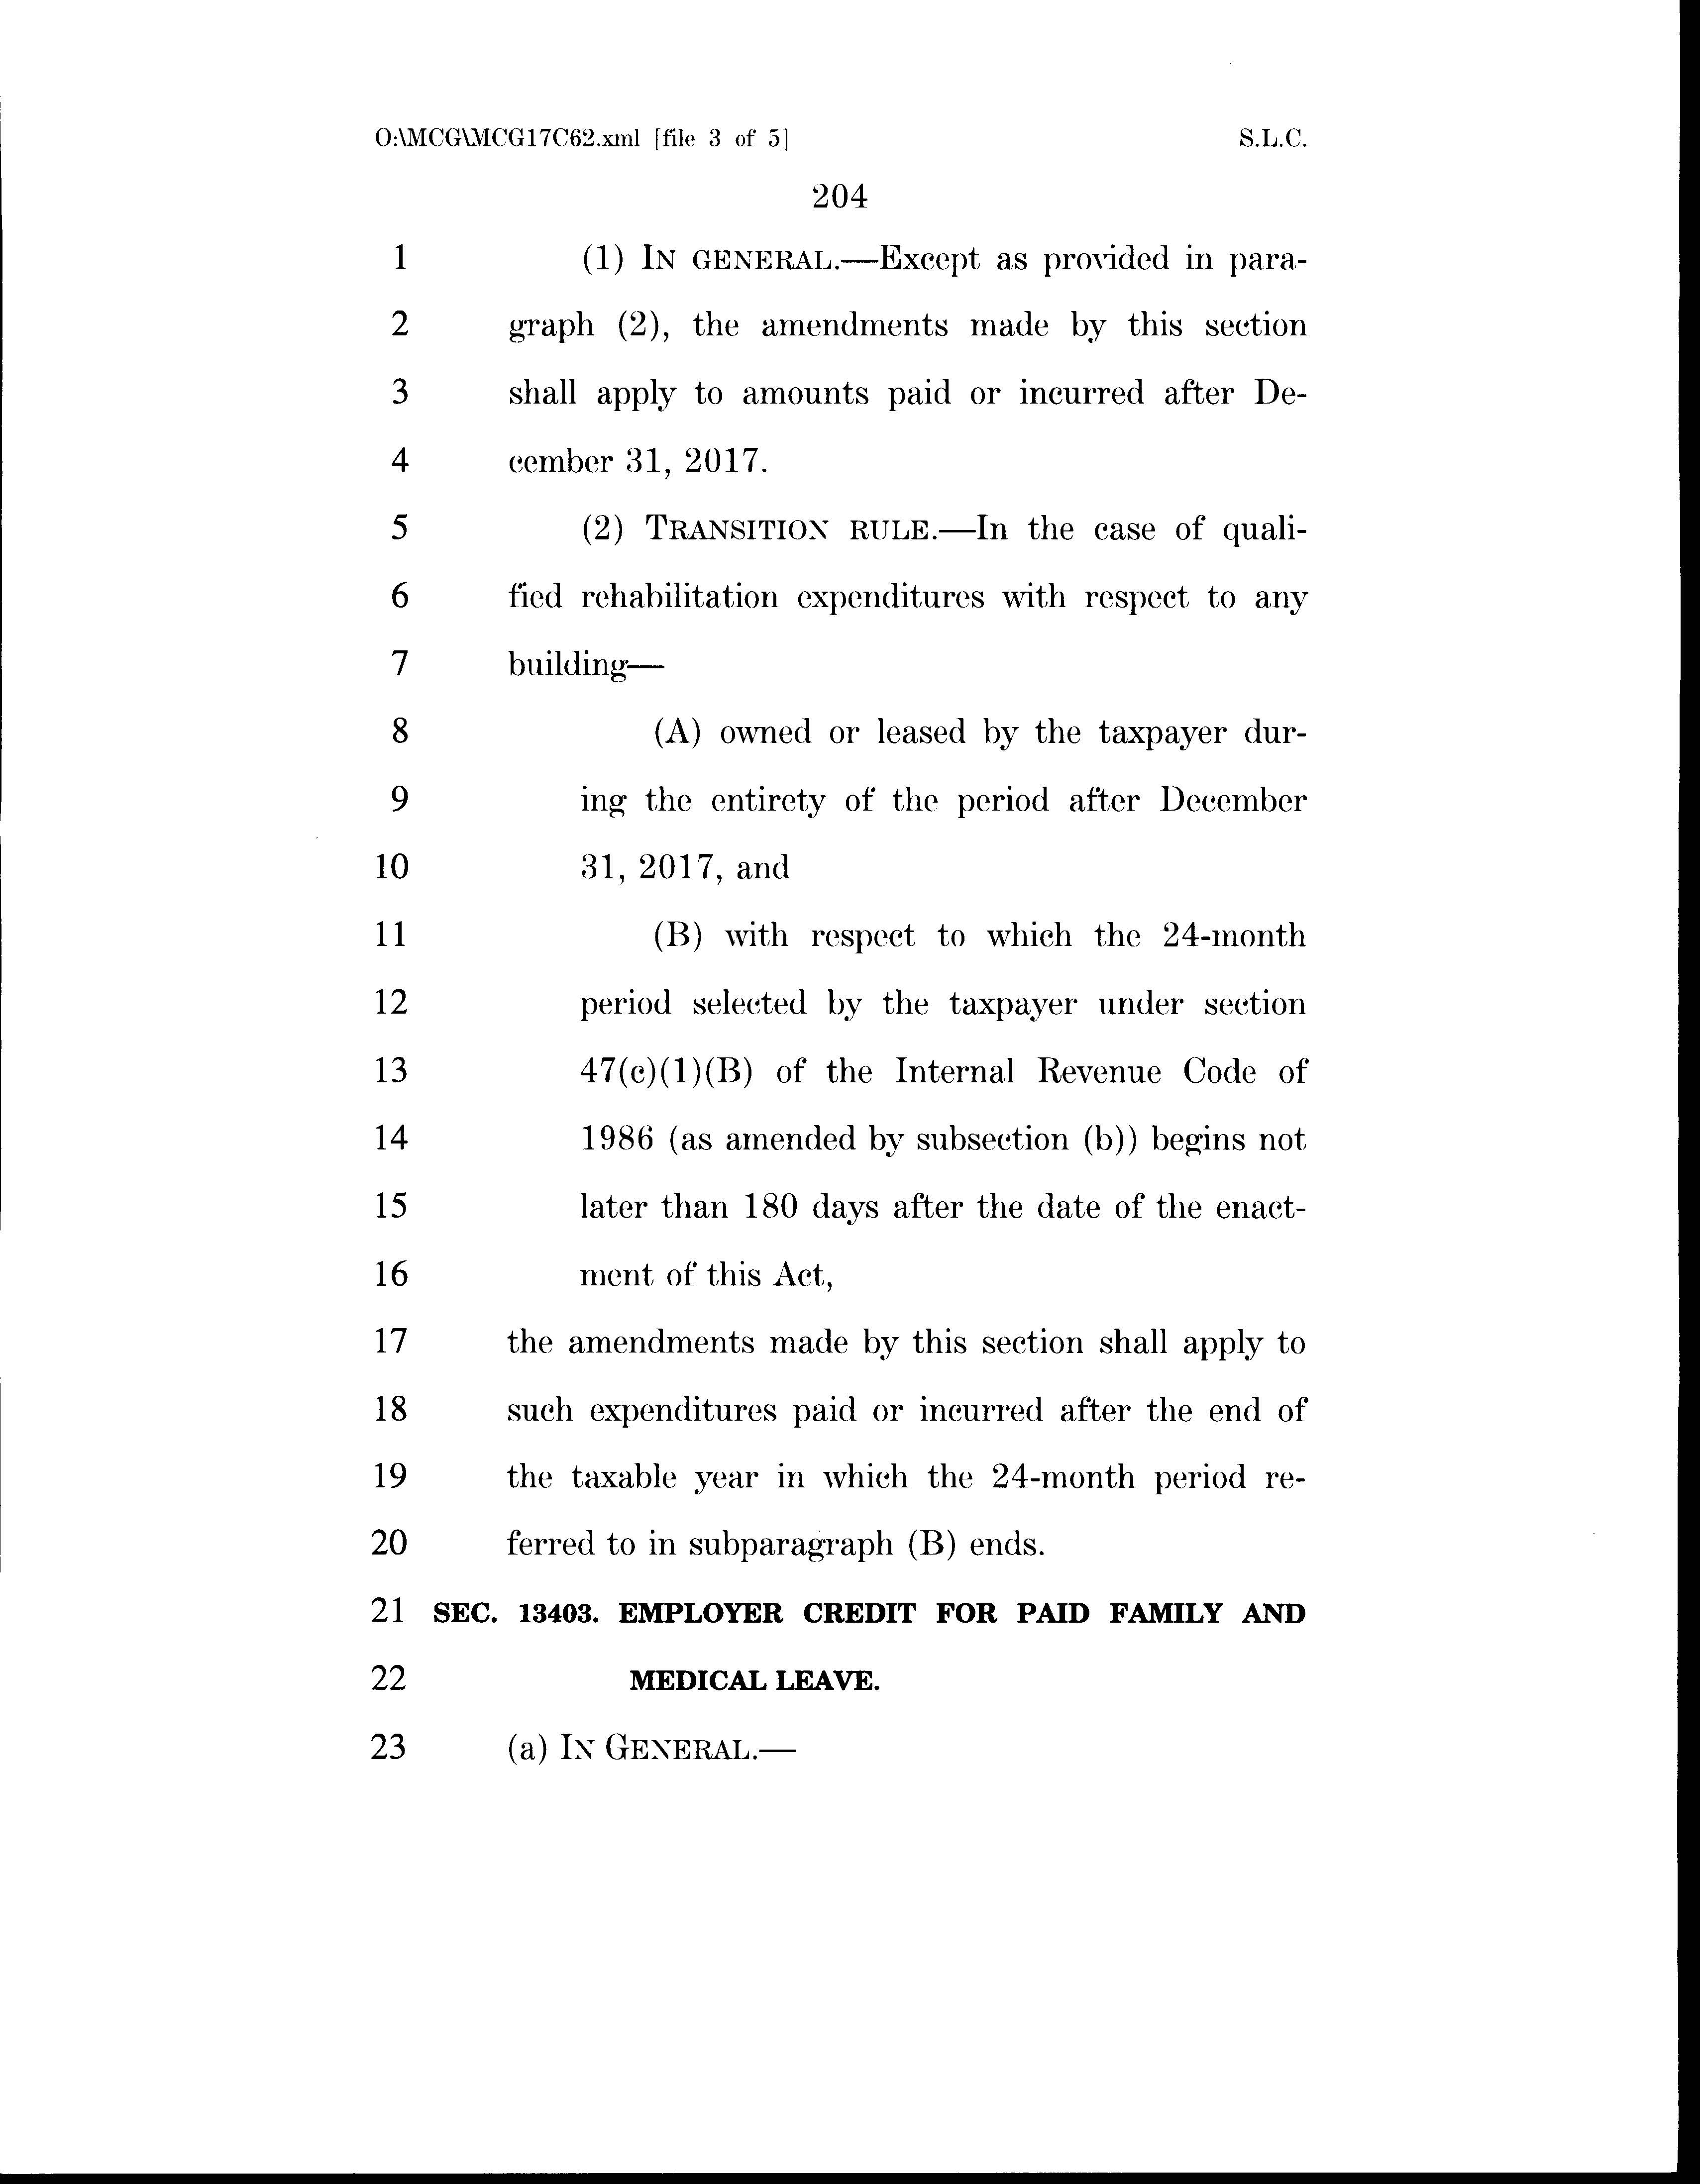 O:\MCG\MCG17C62.xml [file 3 of 5] S.L.C.
204
1 (1) IN GENERAL.—Except as provided in para-
2 graph (2), the amendments made by this section
3 shall apply to amounts paid or incurred after De-
4 cember 31, 2017.
5 (2) TRANSITION RULE.—In the case of quali-
6 fied rehabilitation expenditures with respect to any
7 building—
8 (A) owned or leased by the taxpayer dur-
9 ing the entirety of the period after December
10 31, 2017, and
11 (B) with respect to which the 24-month
12 period selected by the taxpayer under section
13 47(c)(1)(B) of the Internal Revenue Code of
14 1986 (as amended by subsection (b)) begins not
15 later than 180 days after the date of the enact-
16 ment of this Act,
17 the amendments made by this section shall apply to
18 such expenditures paid or incurred after the end of
19 the taxable year in which the 24-month period re-
20 ferred to in subparagraph (B) ends.
21 SEC. 13403. EMPLOYER CREDIT FOR PAID FAMILY AND
22 MEDICAL LEAVE.
23 (a) IN GENERAL.—